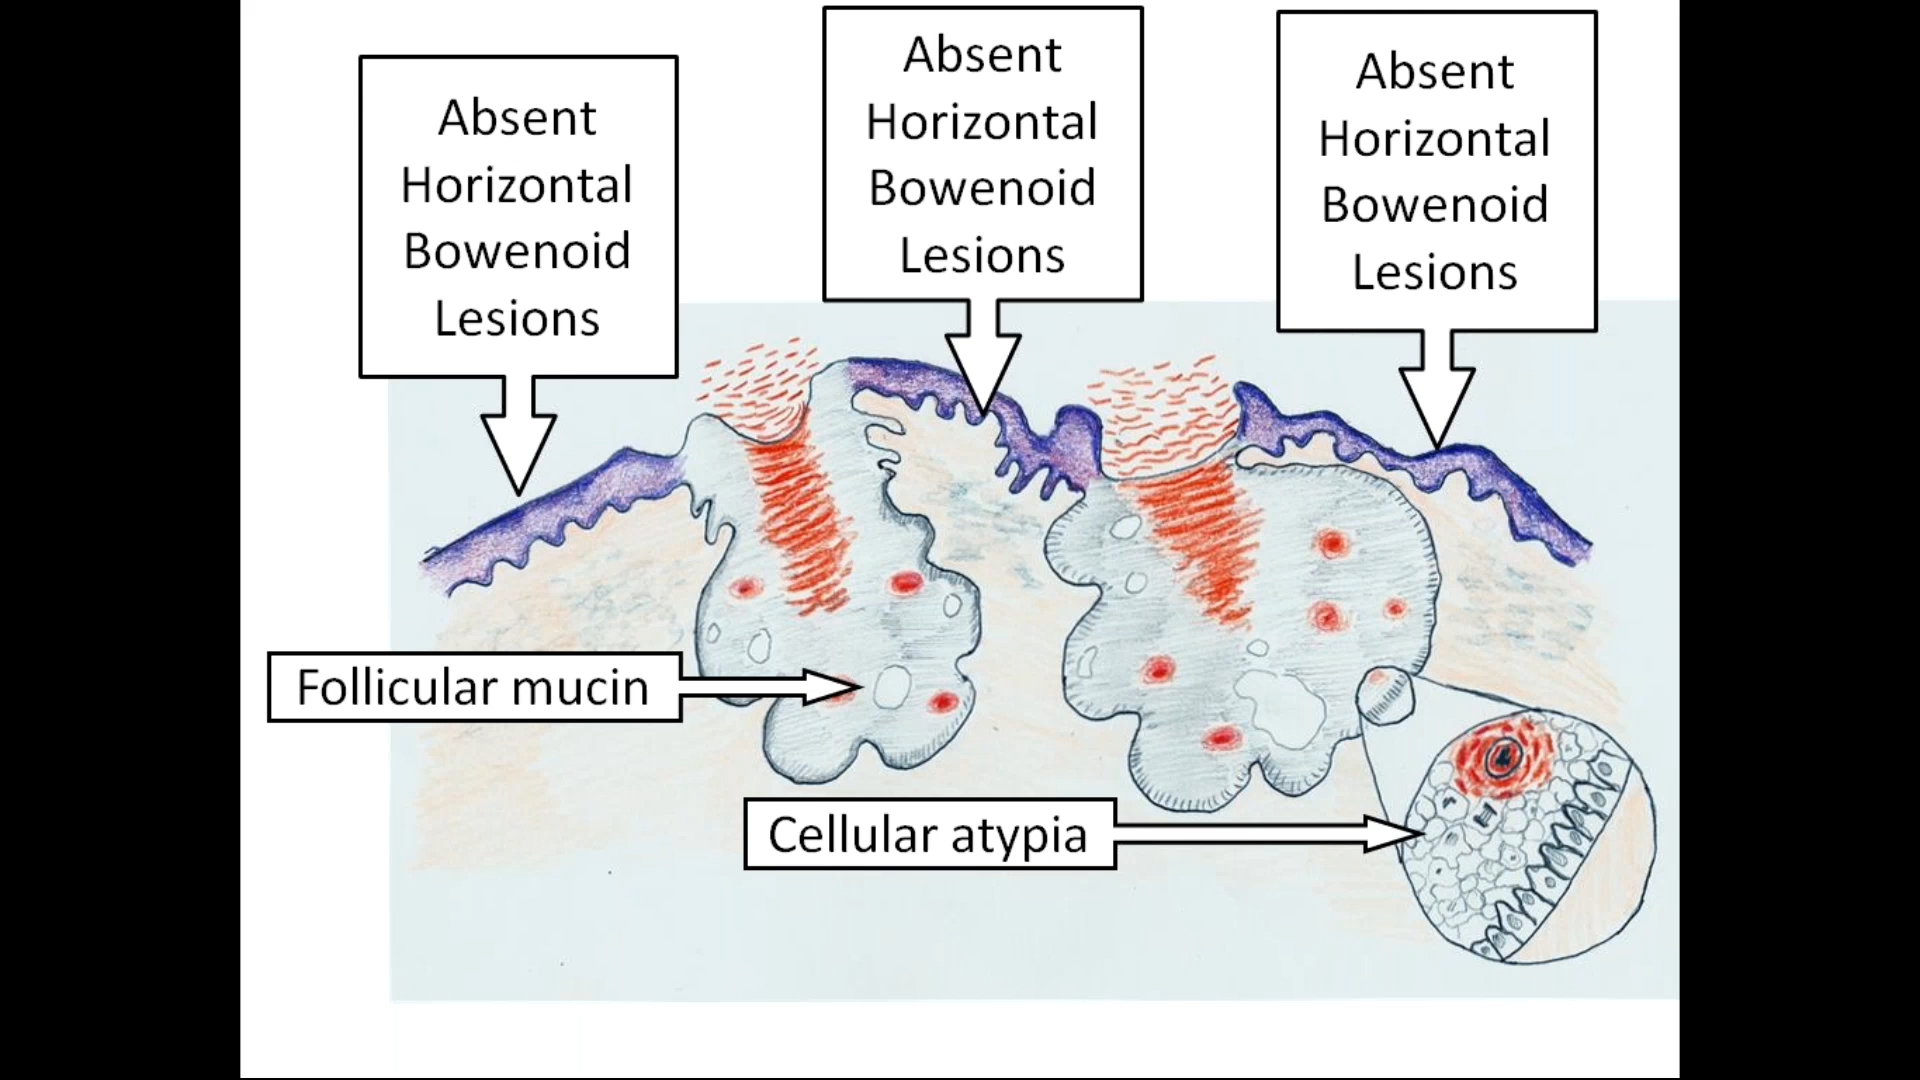 Absent
Horizontal
Bowenoid
Lesions
Absent
Horizontal
Bowenoid
Lesions
Absent
Horizontal
Bowenoid
Lesions
Follicular mucin
Cellular atypia